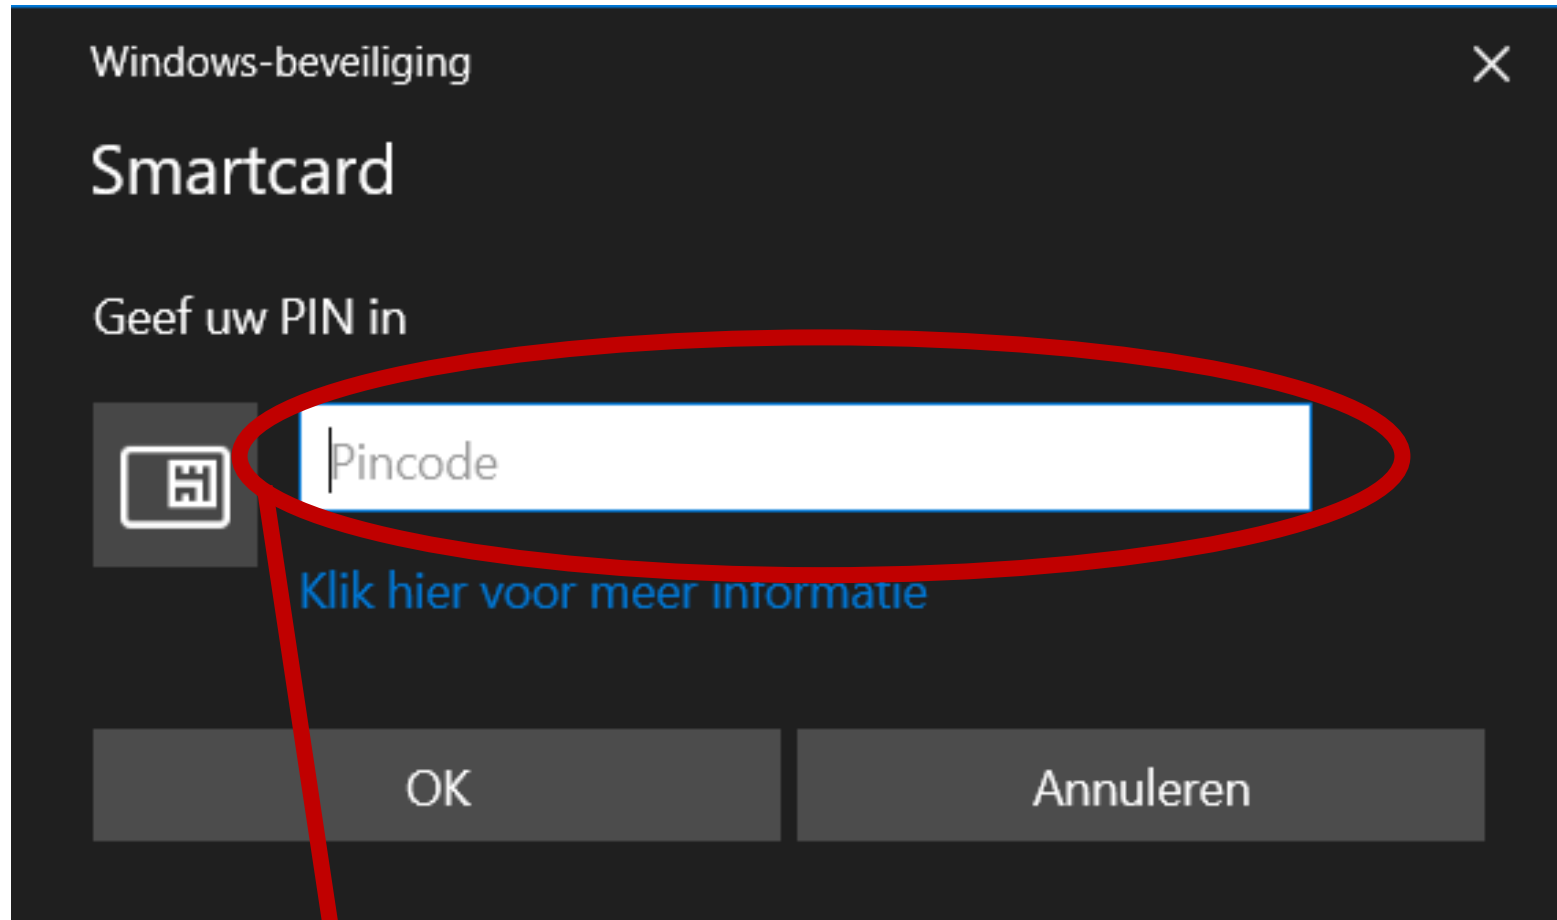 Windows-beveiliging
Smartcard
Geef uw PIN in
Pincode
Klik hier voor meer informatie
OK
Annuleren